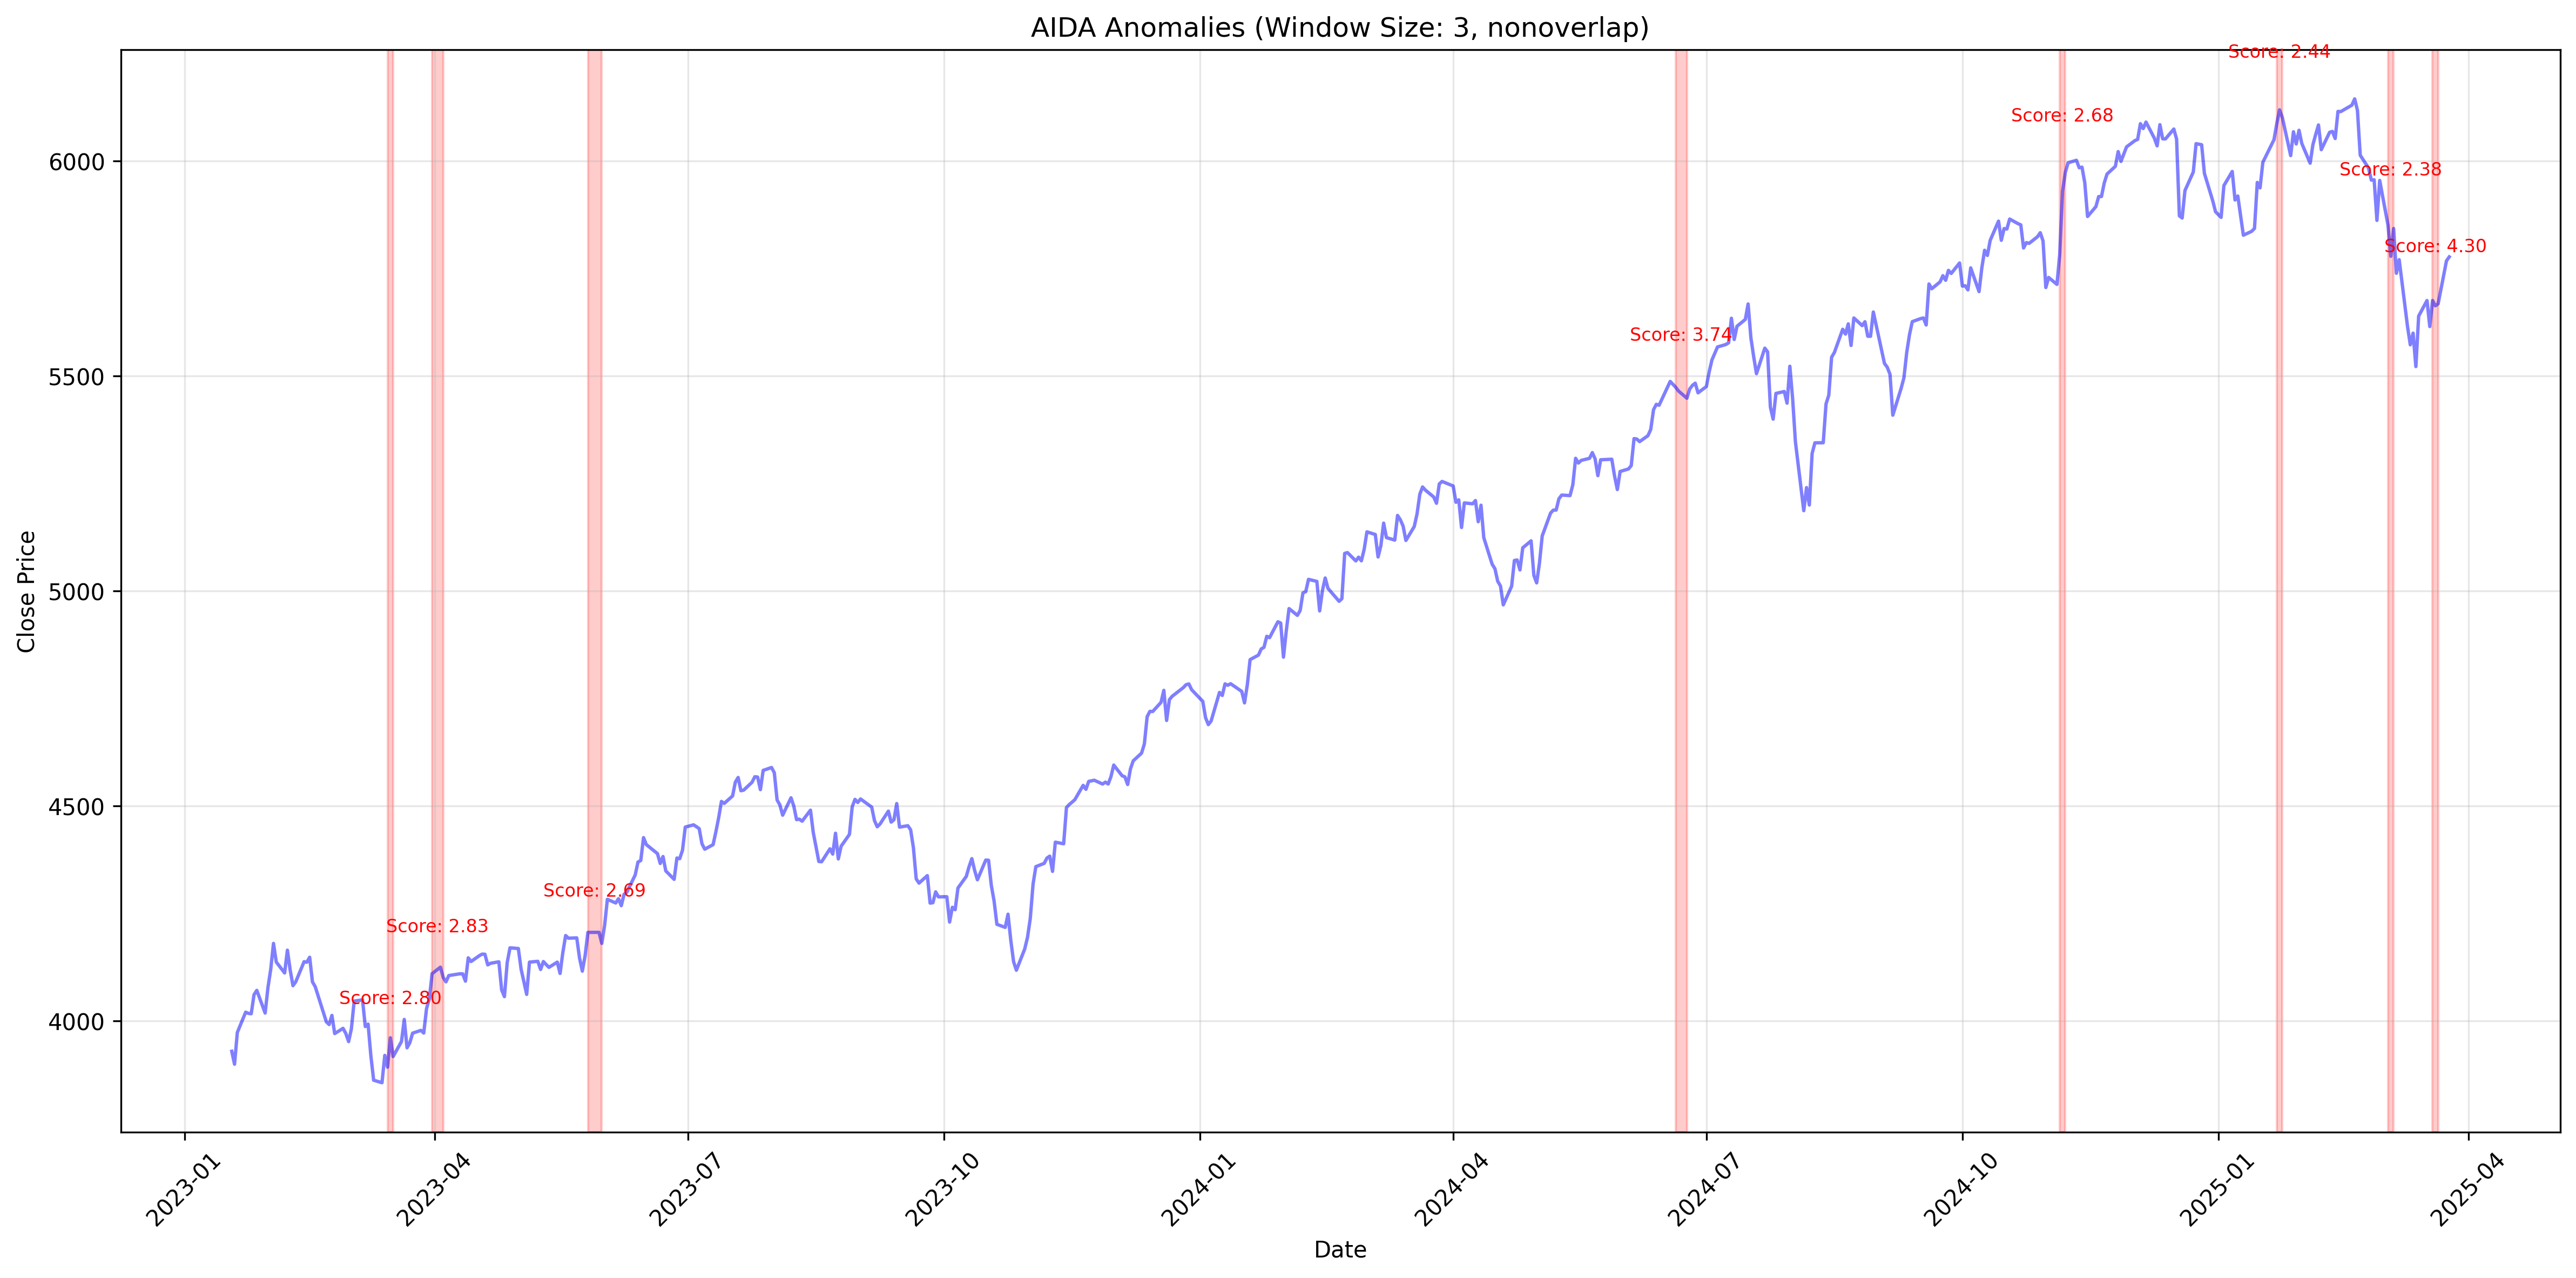 AIDA Anomalies (Window Size: 3, nonoverlap)
Score: 2.44
Score: 2.68
6000
Score: 2.38
Score: 4.30
Score: 3.74
5500
Close Price
5000
4500
Score: 2.69
Score: 2.83
Score: 2.80
4000
2023-01
2023-04
2023-07
2023-10
2024-01
2024-04
2024-07
2024-10
2025-01
2025-04
Date